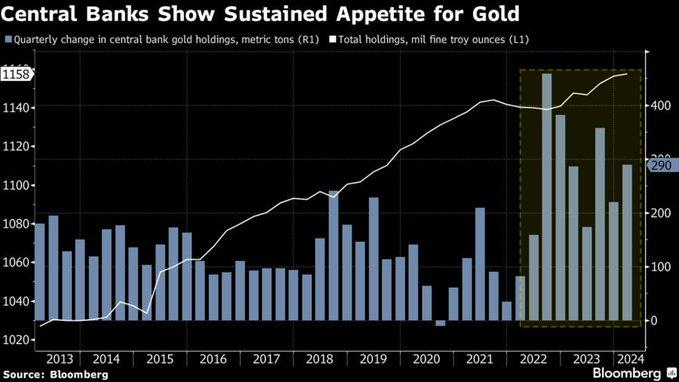 Central Banks Show Sustained Appetite for Gold
Quarterly change in central bank gold holdings, metric tons (R1) Total holdings, mil fine troy ounces (L1)
1158
1140
1120
1100
1080
1060
1040
1020
400
290
200
100
0
2013 2014 2015 2016 2017 2018 2019 2020 2021 2022 2023 2024
Source: Bloomberg
Bloomberg